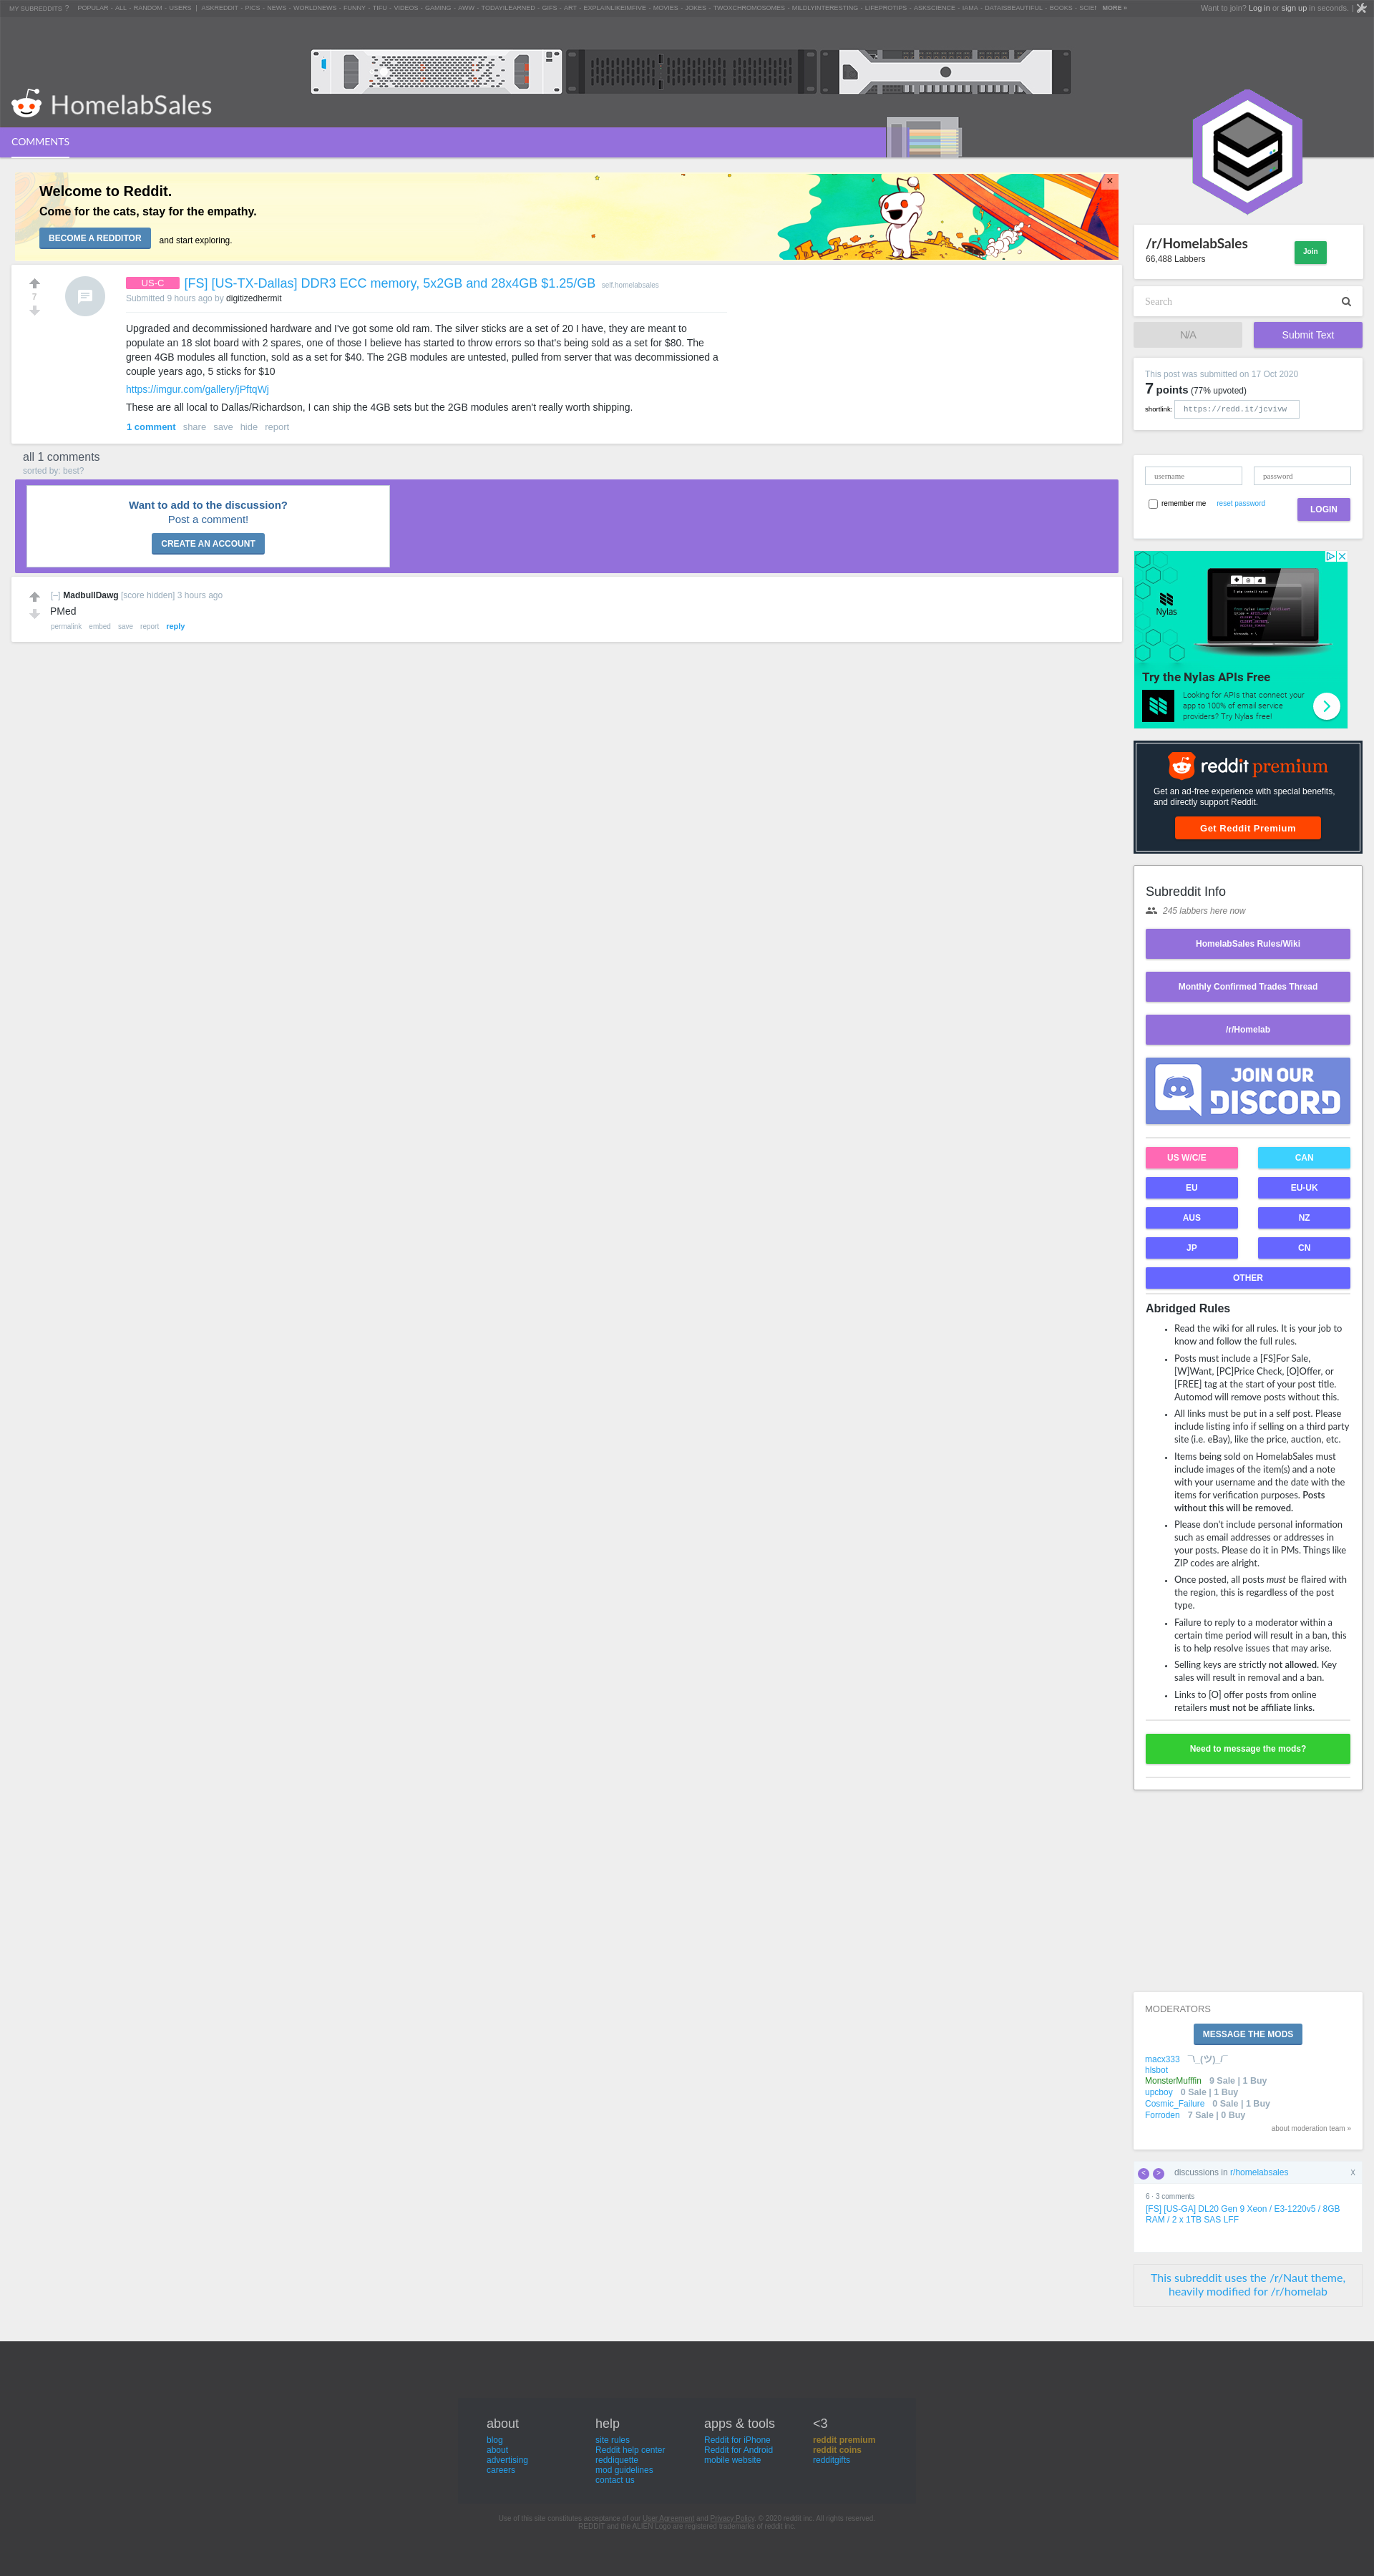 MY SUBREDDITS ? POPULAR - ALL - RANDOM - USERS | ASKREDDIT - PICS - NEWS - WORLDNEWS - FUNNY - TIFU - VIDEOS - GAMING - AWW - TODAYILEARNED - GIFS - ART - EXPLAINLIKEIMFIVE - MOVIES - JOKES - TWOXCHROMOSOMES - MILDLYINTERESTING - LIFEPROTIPS - ASKSCIENCE - IAMA - DATAISBEAUTIFUL - BOOKS - MORE »
Want to join? Log in or sign up in seconds. |
HomelabSales
COMMENTS
Welcome to Reddit.
Come for the cats, stay for the empathy.
BECOME A REDDITOR and start exploring.
×
7
US-C [FS] [US-TX-Dallas] DDR3 ECC memory, 5x2GB and 28x4GB $1.25/GB self.homelabsales
Submitted 9 hours ago by digitizedhermit
Upgraded and decommissioned hardware and I've got some old ram. The silver sticks are a set of 20 I have, they are meant to
populate an 18 slot board with 2 spares, one of those I believe has started to throw errors so that's being sold as a set for $80. The
green 4GB modules all function, sold as a set for $40. The 2GB modules are untested, pulled from server that was decommissioned a
couple years ago, 5 sticks for $10
https://imgur.com/gallery/jPftqWj
These are all local to Dallas/Richardson, I can ship the 4GB sets but the 2GB modules aren't really worth shipping.
1 comment share save hide report
all 1 comments
sorted by: best?
Want to add to the discussion?
Post a comment!
CREATE AN ACCOUNT
[–] MadbullDawg [score hidden] 3 hours ago
PMed
permalink embed save report reply
/r/HomelabSales
66,488 Labbers
Join
Search
N/A
Submit Text
This post was submitted on 17 Oct 2020
7 points (77% upvoted)
shortlink: https://redd.it/jcvivw
username
password
remember me reset password
LOGIN
Nylas
Try the Nylas APIs Free
Looking for APIs that connect your
app to 100% of email service
providers? Try Nylas free!
reddit premium
Get an ad-free experience with special benefits,
and directly support Reddit.
Get Reddit Premium
Subreddit Info
245 labbers here now
HomelabSales Rules/Wiki
Monthly Confirmed Trades Thread
/r/Homelab
JOIN OUR
DISCORD
US W/C/E
CAN
EU
EU-UK
AUS
NZ
JP
CN
OTHER
Abridged Rules
• Read the wiki for all rules. It is your job to
know and follow the full rules.
• Posts must include a [FS]For Sale,
[W]Want, [PC]Price Check, [O]Offer, or
[FREE] tag at the start of your post title.
Automod will remove posts without this.
• All links must be put in a self post. Please
include listing info if selling on a third party
site (i.e. eBay), like the price, auction, etc.
• Items being sold on HomelabSales must
include images of the item(s) and a note
with your username and the date with the
items for verification purposes. Posts
without this will be removed.
• Please don't include personal information
such as email addresses or addresses in
your posts. Please do it in PMs. Things like
ZIP codes are alright.
• Once posted, all posts must be flaired with
the region, this is regardless of the post
type.
• Failure to reply to a moderator within a
certain time period will result in a ban, this
is to help resolve issues that may arise.
• Selling keys are strictly not allowed. Key
sales will result in removal and a ban.
• Links to [O] offer posts from online
retailers must not be affiliate links.
Need to message the mods?
MODERATORS
MESSAGE THE MODS
macx333 ¯\_(ツ)_/¯
hlsbot
MonsterMufffin 9 Sale | 1 Buy
upcboy 0 Sale | 1 Buy
Cosmic_Failure 0 Sale | 1 Buy
Forroden 7 Sale | 0 Buy
about moderation team »
< > discussions in r/homelabsales X
6 · 3 comments
[FS] [US-GA] DL20 Gen 9 Xeon / E3-1220v5 / 8GB
RAM / 2 x 1TB SAS LFF
This subreddit uses the /r/Naut theme,
heavily modified for /r/homelab
about
blog
about
advertising
careers
help
site rules
Reddit help center
reddiquette
mod guidelines
contact us
apps & tools
Reddit for iPhone
Reddit for Android
mobile website
<3
reddit premium
reddit coins
redditgifts
Use of this site constitutes acceptance of our User Agreement and Privacy Policy. © 2020 reddit inc. All rights reserved.
REDDIT and the ALIEN Logo are registered trademarks of reddit inc.